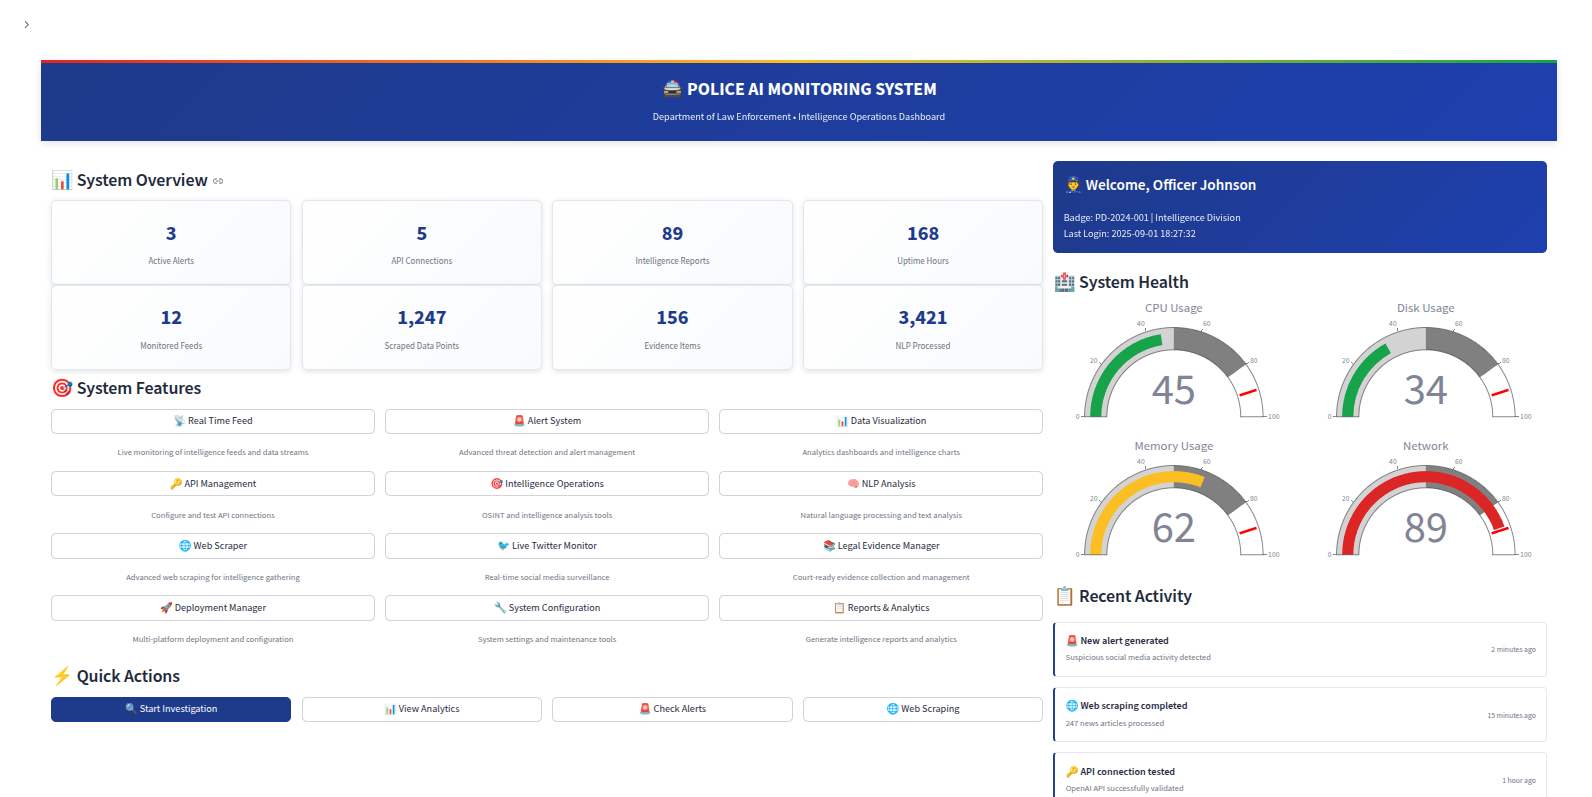 POLICE AI MONITORING SYSTEM
Department of Law Enforcement • Intelligence Operations Dashboard
System Overview
3
Active Alerts
5
API Connections
89
Intelligence Reports
168
Uptime Hours
12
Monitored Feeds
1,247
Scraped Data Points
156
Evidence Items
3,421
NLP Processed
System Features
Real Time Feed
Live monitoring of intelligence feeds and data streams
Alert System
Advanced threat detection and alert management
Data Visualization
Analytics dashboards and intelligence charts
API Management
Configure and test API connections
Intelligence Operations
OSINT and intelligence analysis tools
NLP Analysis
Natural language processing and text analysis
Web Scraper
Advanced web scraping for intelligence gathering
Live Twitter Monitor
Real-time social media surveillance
Legal Evidence Manager
Court-ready evidence collection and management
Deployment Manager
Multi-platform deployment and configuration
System Configuration
System settings and maintenance tools
Reports & Analytics
Generate intelligence reports and analytics
Quick Actions
Start Investigation
View Analytics
Check Alerts
Web Scraping
Welcome, Officer Johnson
Badge: PD-2024-001 | Intelligence Division
Last Login: 2025-09-01 18:27:32
System Health
CPU Usage
0
20
40
60
80
100
45
Disk Usage
0
20
40
60
80
100
34
Memory Usage
0
20
40
60
80
100
62
Network
0
20
40
60
80
100
89
Recent Activity
New alert generated
Suspicious social media activity detected
2 minutes ago
Web scraping completed
247 news articles processed
15 minutes ago
API connection tested
OpenAI API successfully validated
1 hour ago